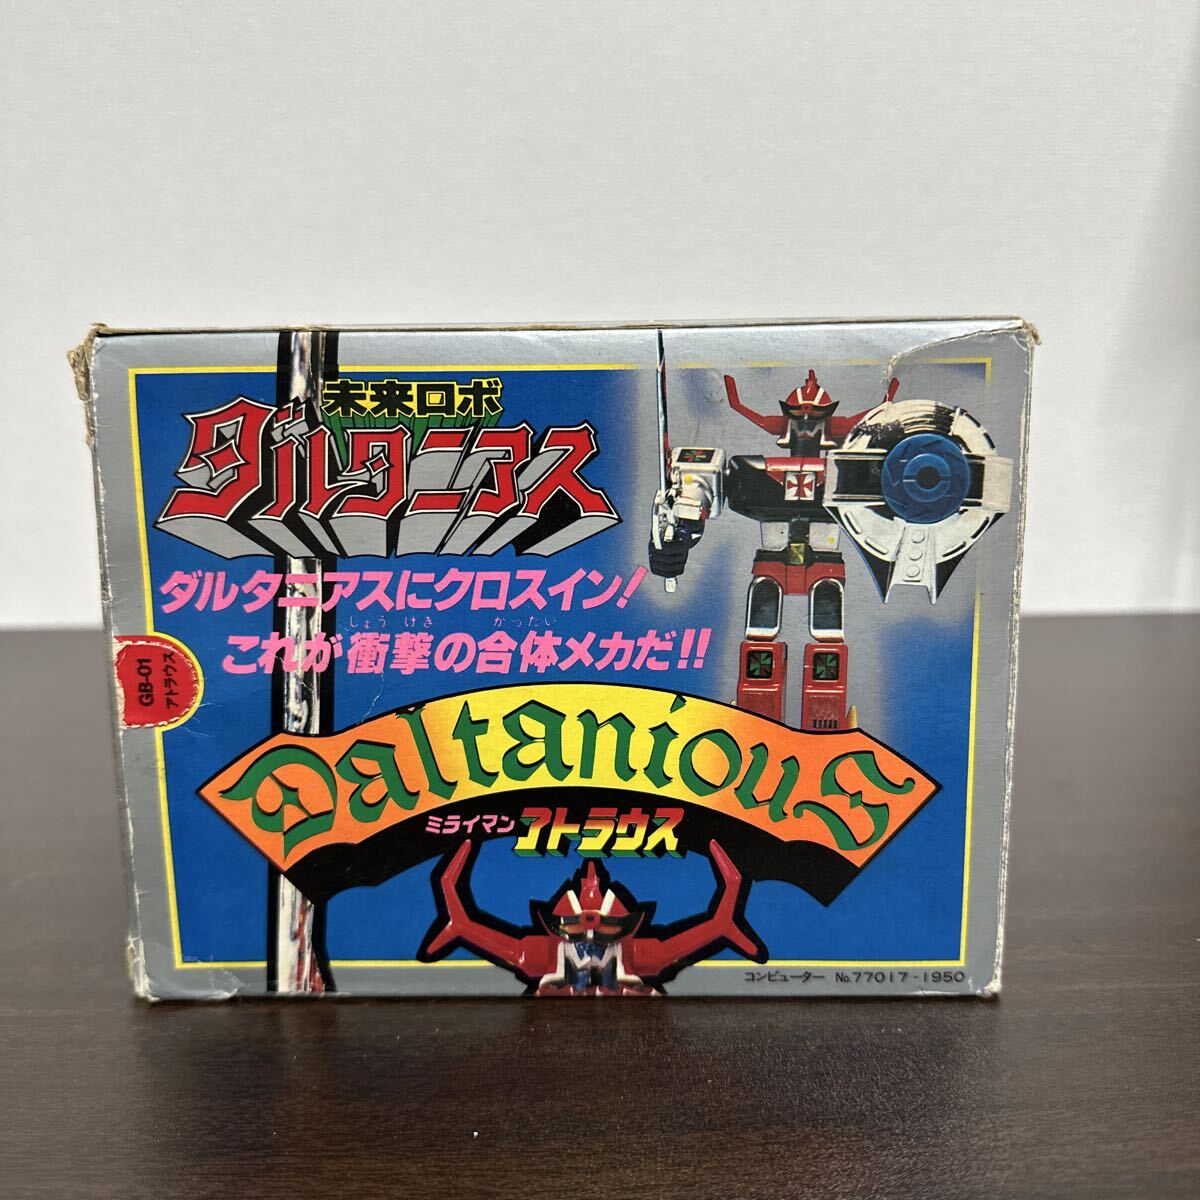 未来ロボ
ダルタニアス
ダルタニアスにクロスイン!
しょうげき がったい
これが衝撃の合体メカだ!!
GB-01
アトラウス
Daltanious
ミライマン アトラウス
コンピューター No.77017-1950